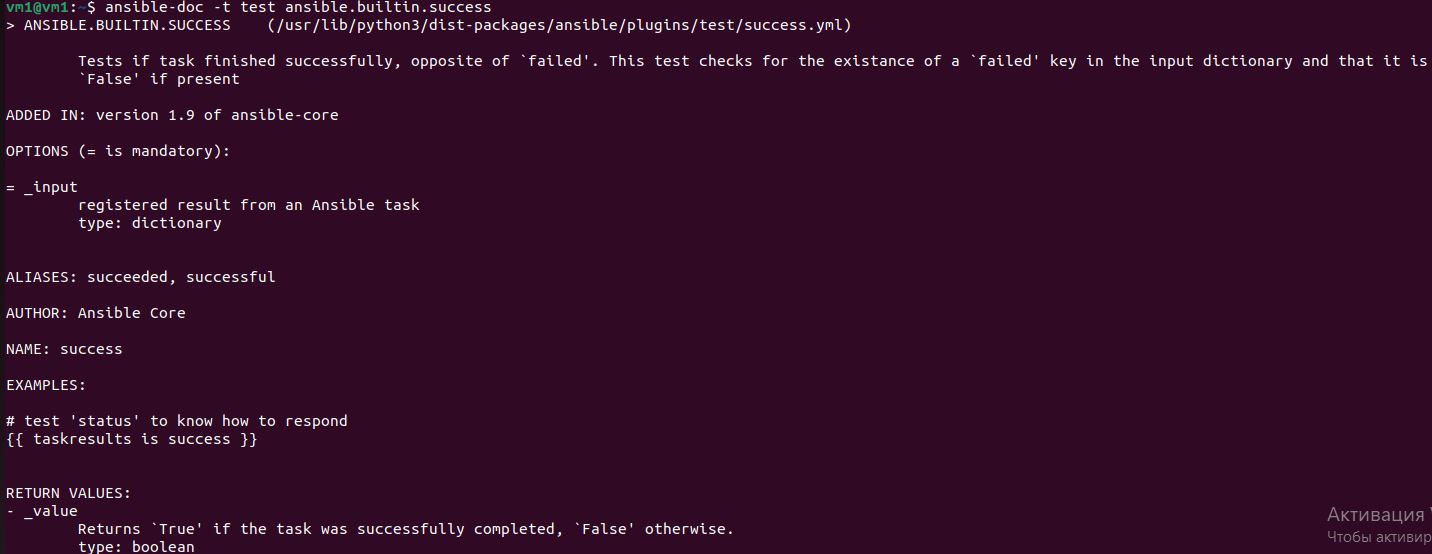 vm1@vm1:~$ ansible-doc -t test ansible.builtin.success
> ANSIBLE.BUILTIN.SUCCESS    (/usr/lib/python3/dist-packages/ansible/plugins/test/success.yml)
        Tests if task finished successfully, opposite of `failed'. This test checks for the existance of a `failed' key in the input dictionary and that it is
        `False' if present
ADDED IN: version 1.9 of ansible-core
OPTIONS (= is mandatory):
= _input
        registered result from an Ansible task
        type: dictionary
ALIASES: succeeded, successful
AUTHOR: Ansible Core
NAME: success
EXAMPLES:
# test 'status' to know how to respond
{{ taskresults is success }}
RETURN VALUES:
- _value
        Returns `True' if the task was successfully completed, `False' otherwise.
        type: boolean
Активация
Чтобы